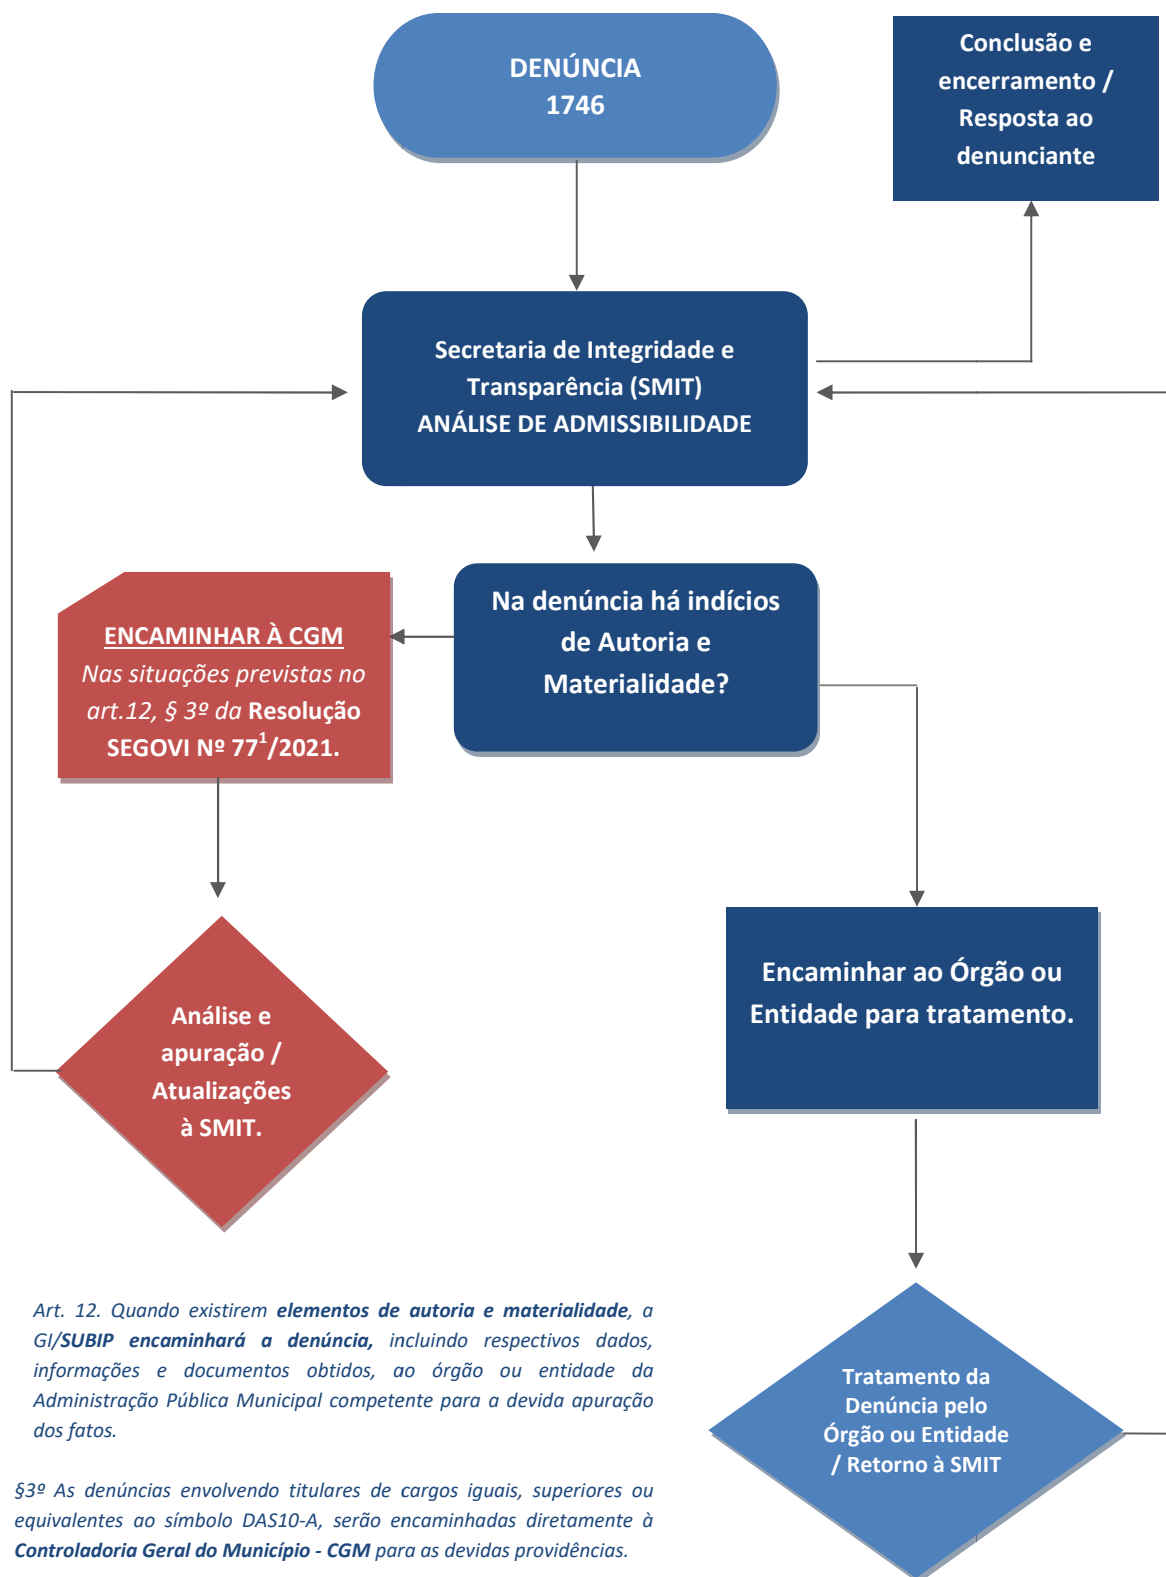 DENÚNCIA
1746
Conclusão e
encerramento /
Resposta ao
denunciante
Secretaria de Integridade e
Transparência (SMIT)
ANÁLISE DE ADMISSIBILIDADE
Na denúncia há indícios
de Autoria e
Materialidade?
ENCAMINHAR À CGM
Nas situações previstas no
art.12, § 3º da Resolução
SEGOVI Nº 77¹/2021.
Análise e
apuração /
Atualizações
à SMIT.
Encaminhar ao Órgão ou
Entidade para tratamento.
Tratamento da
Denúncia pelo
Órgão ou Entidade
/ Retorno à SMIT
Art. 12. Quando existirem elementos de autoria e materialidade, a
GI/SUBIP encaminhará a denúncia, incluindo respectivos dados,
informações e documentos obtidos, ao órgão ou entidade da
Administração Pública Municipal competente para a devida apuração
dos fatos.
§3º As denúncias envolvendo titulares de cargos iguais, superiores ou
equivalentes ao símbolo DAS10-A, serão encaminhadas diretamente à
Controladoria Geral do Município - CGM para as devidas providências.